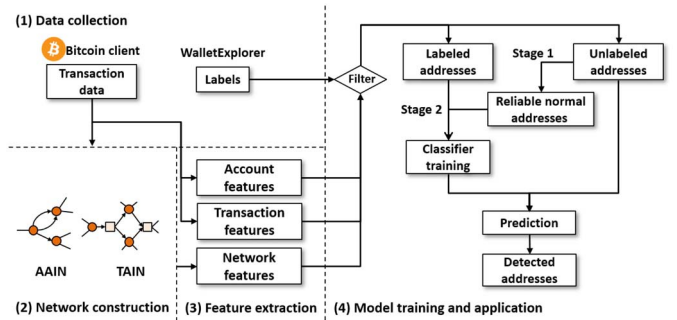 (1) Data collection
Bitcoin client
Transaction
data
WalletExplorer
Labels
Filter
Labeled
addresses
Stage 1
Unlabeled
addresses
Reliable normal
addresses
Stage 2
Classifier
training
Account
features
Transaction
features
Network
features
Prediction
Detected
addresses
AAIN
TAIN
(2) Network construction
(3) Feature extraction
(4) Model training and application